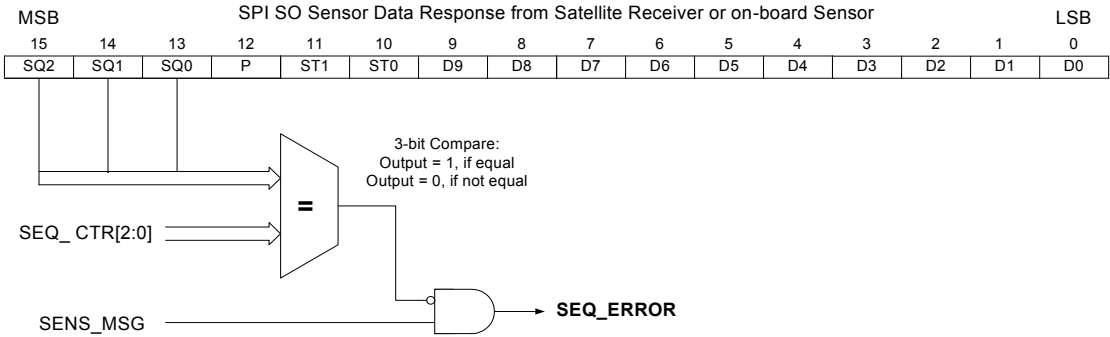 SPI SO Sensor Data Response from Satellite Receiver or on-board Sensor
MSB LSB
15 14 13 12 11 10 9 8 7 6 5 4 3 2 1 0
SQ2 SQ1 SQ0 P ST1 ST0 D9 D8 D7 D6 D5 D4 D3 D2 D1 D0
3-bit Compare:
Output = 1, if equal
Output = 0, if not equal
=
SEQ_ CTR[2:0]
SEQ_ERROR
SENS_MSG